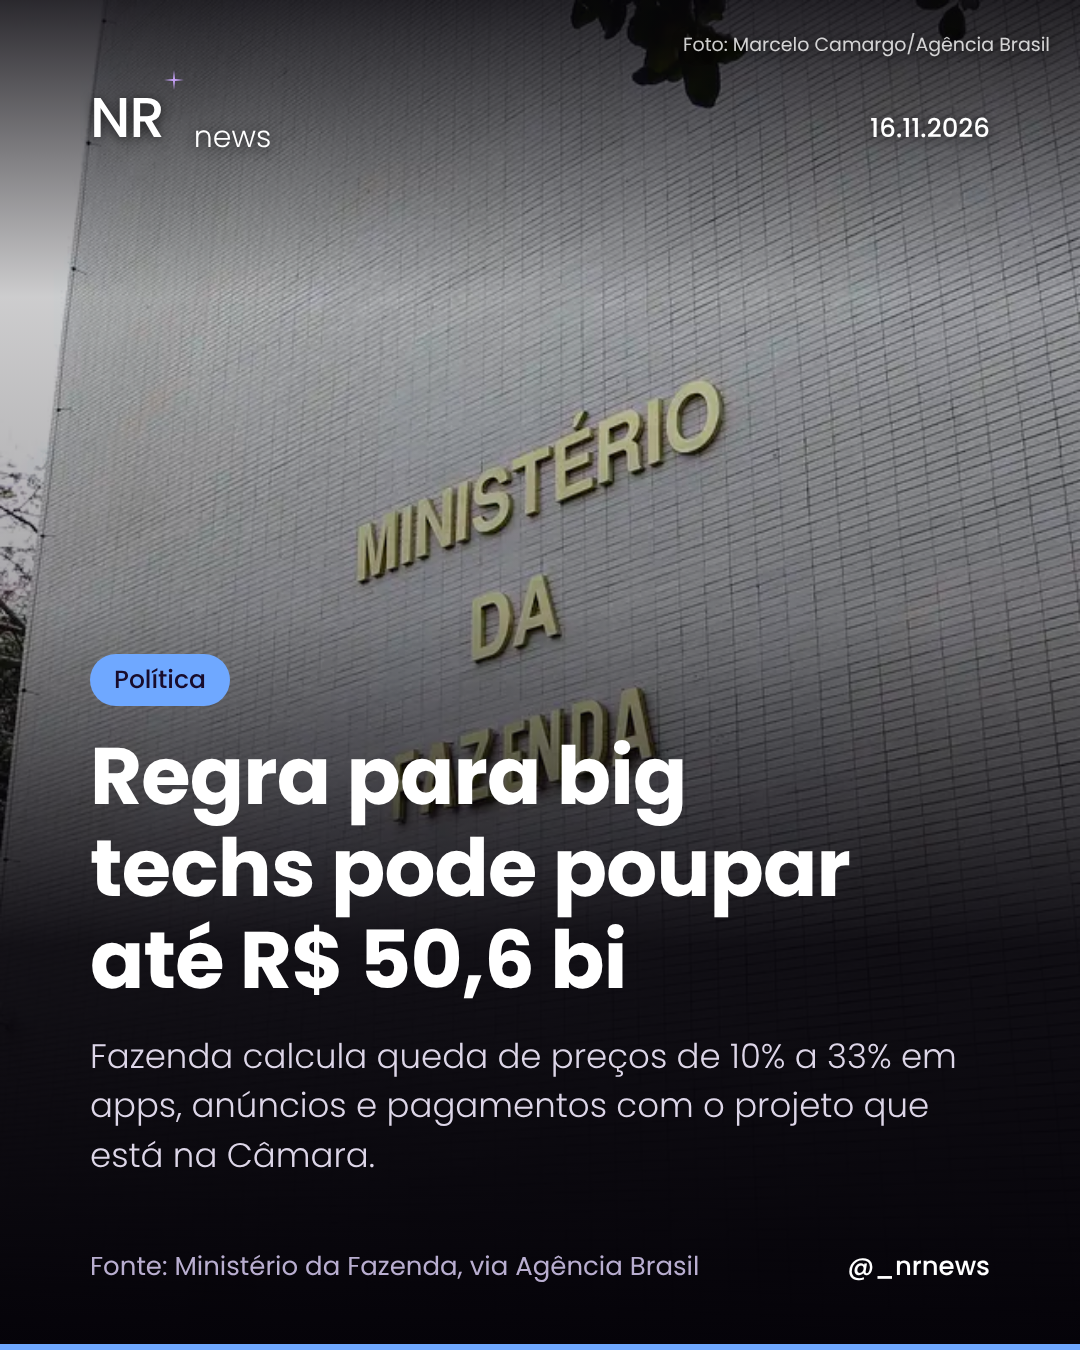 Foto: Marcelo Camargo/Agência Brasil
NR
news
16.11.2026
MINISTÉRIO
DA
FAZENDA
Política
Regra para big
techs pode poupar
até R$ 50,6 bi
Fazenda calcula queda de preços de 10% a 33% em
apps, anúncios e pagamentos com o projeto que
está na Câmara.
Fonte: Ministério da Fazenda, via Agência Brasil
@_nrnews